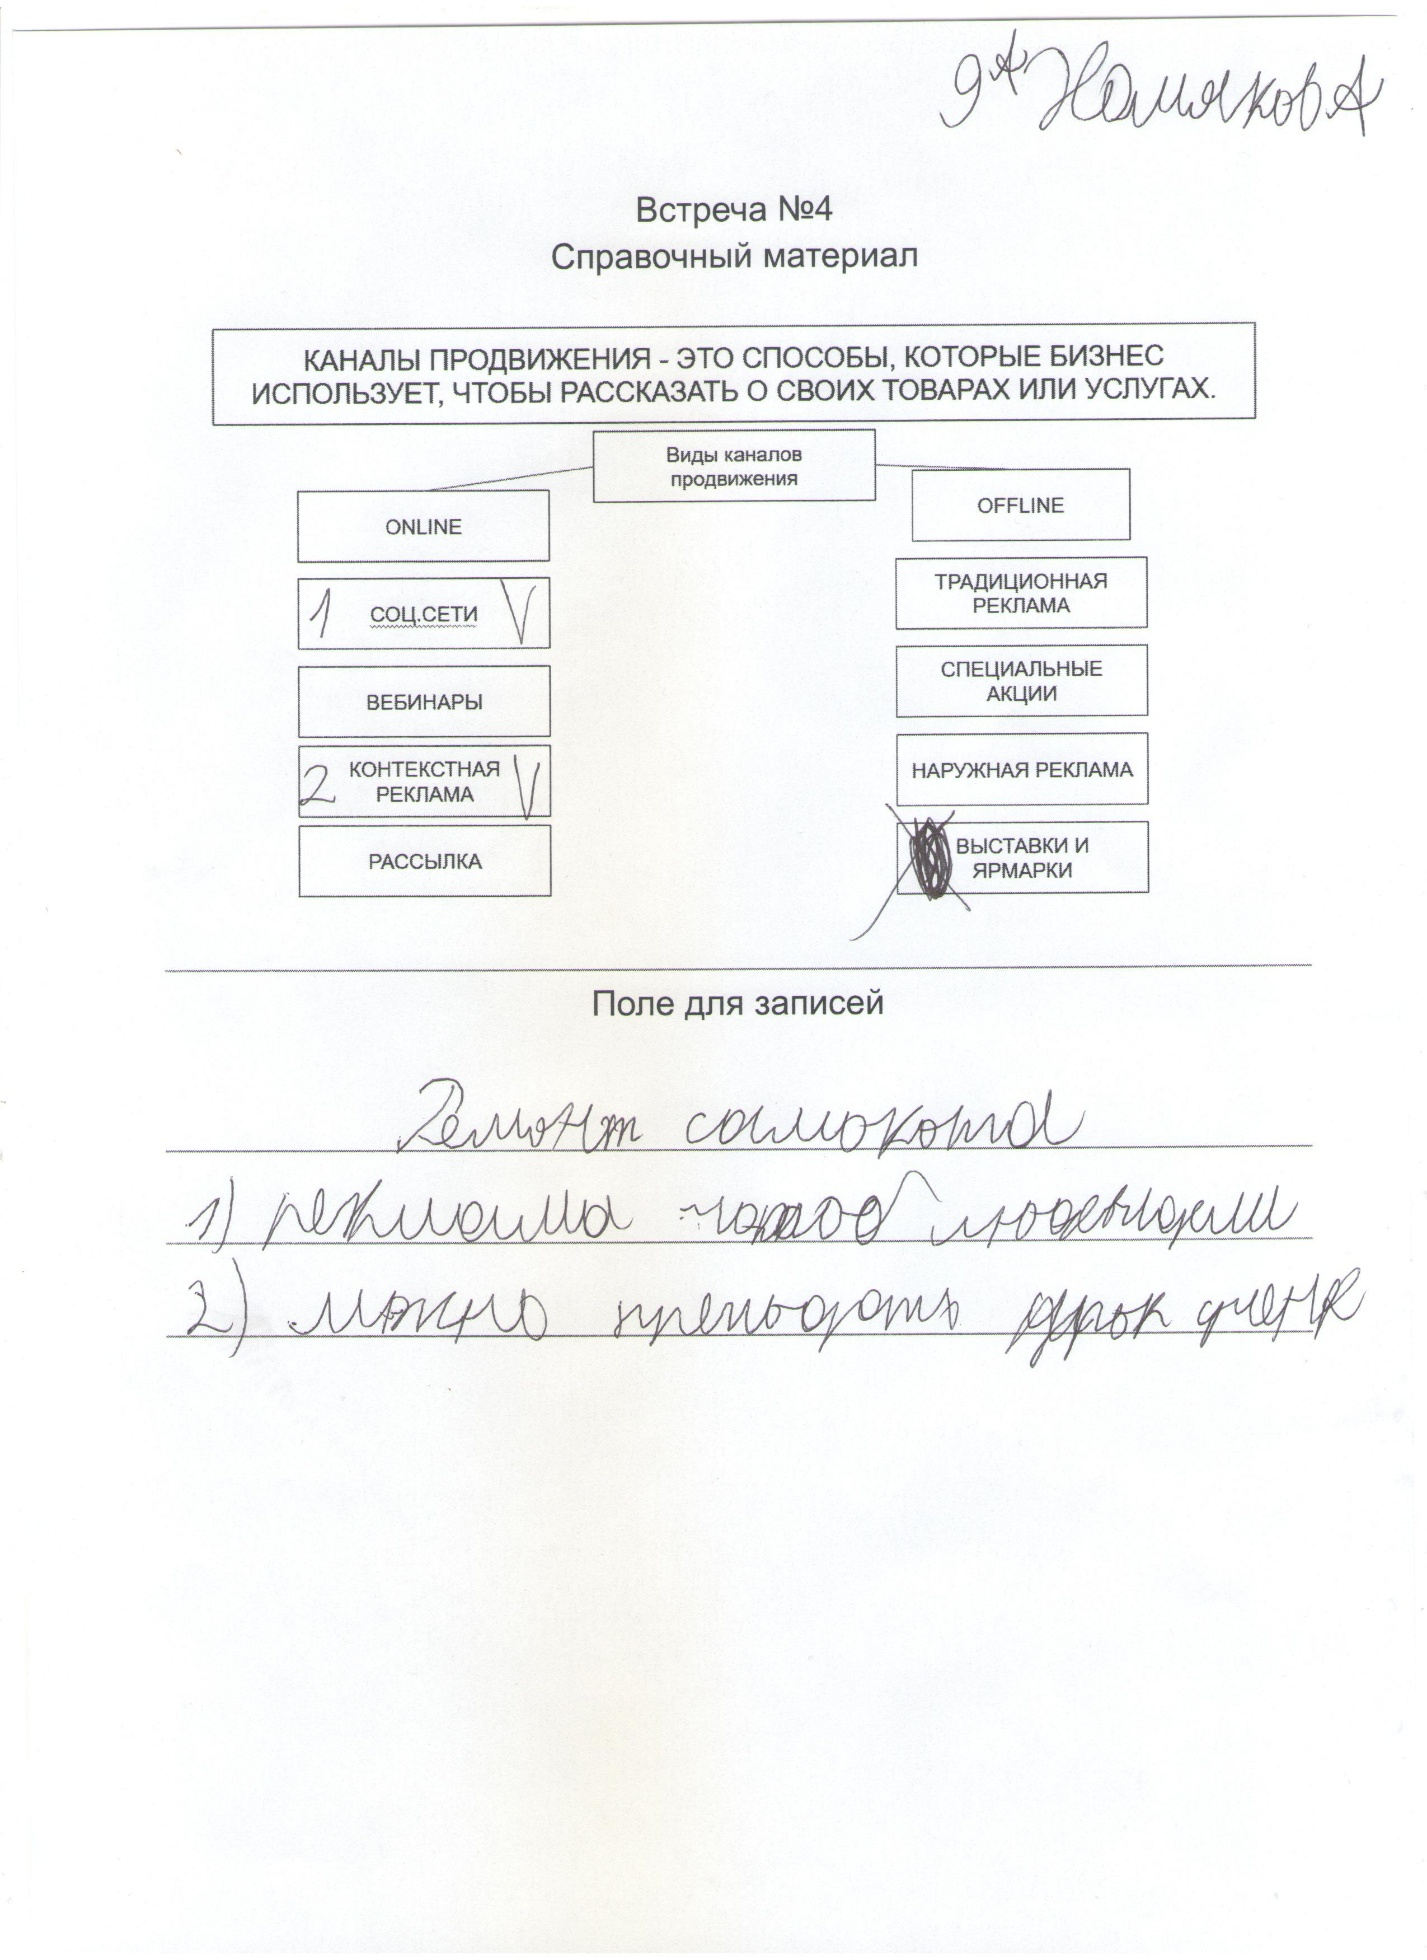 9А Хомяков А
Встреча №4
Справочный материал
КАНАЛЫ ПРОДВИЖЕНИЯ - ЭТО СПОСОБЫ, КОТОРЫЕ БИЗНЕС
ИСПОЛЬЗУЕТ, ЧТОБЫ РАССКАЗАТЬ О СВОИХ ТОВАРАХ ИЛИ УСЛУГАХ.
Виды каналов
продвижения
ONLINE
1 СОЦ.СЕТИ V
ВЕБИНАРЫ
2 КОНТЕКСТНАЯ V
РЕКЛАМА
РАССЫЛКА
OFFLINE
ТРАДИЦИОННАЯ
РЕКЛАМА
СПЕЦИАЛЬНЫЕ
АКЦИИ
НАРУЖНАЯ РЕКЛАМА
ВЫСТАВКИ И
ЯРМАРКИ
Поле для записей
Ремонт самоката
1) реклама
2) можно